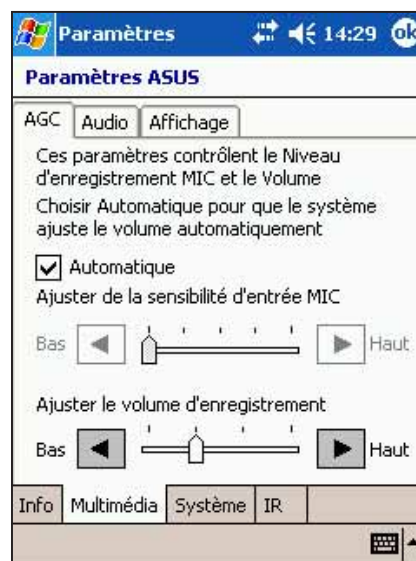 Paramètres 14:29 ok
Paramètres ASUS
AGC Audio Affichage
Ces paramètres contrôlent le Niveau
d'enregistrement MIC et le Volume
Choisir Automatique pour que le système
ajuste le volume automatiquement
Automatique
Ajuster de la sensibilité d'entrée MIC
Bas Haut
Ajuster le volume d'enregistrement
Bas Haut
Info Multimédia Système IR